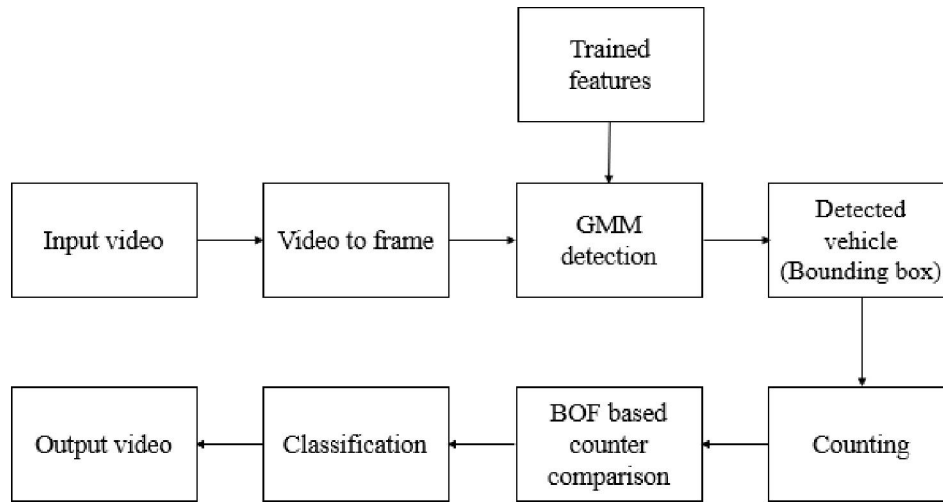 Trained
features
Input video
Video to frame
GMM
detection
Detected
vehicle
(Bounding box)
Output video
Classification
BOF based
counter
comparison
Counting